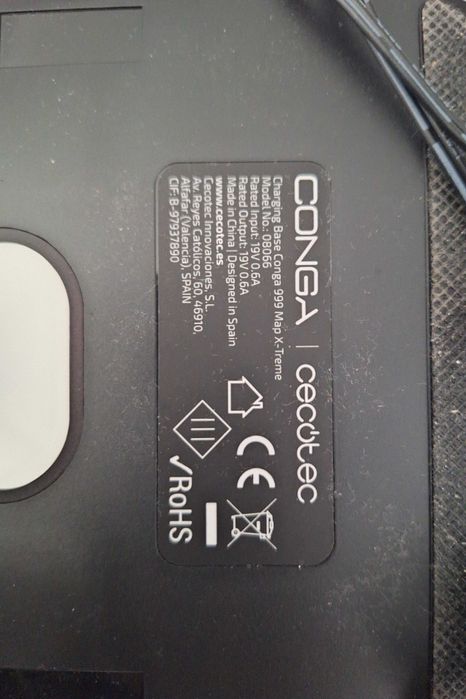 CONGA | cecotec
Charging Base Conga 999 Map X-Treme
Model No.: 08066
Rated Input: 19V 0.6A
Rated Output: 19V 0.6A
Made in China | Designed in Spain
www.cecotec.es
Cecotec Innovaciones, S.L.
Av. Reyes Católicos, 60, 46910,
Alfafar (Valencia), SPAIN
CIF: B-97937890
CE
✓RoHS